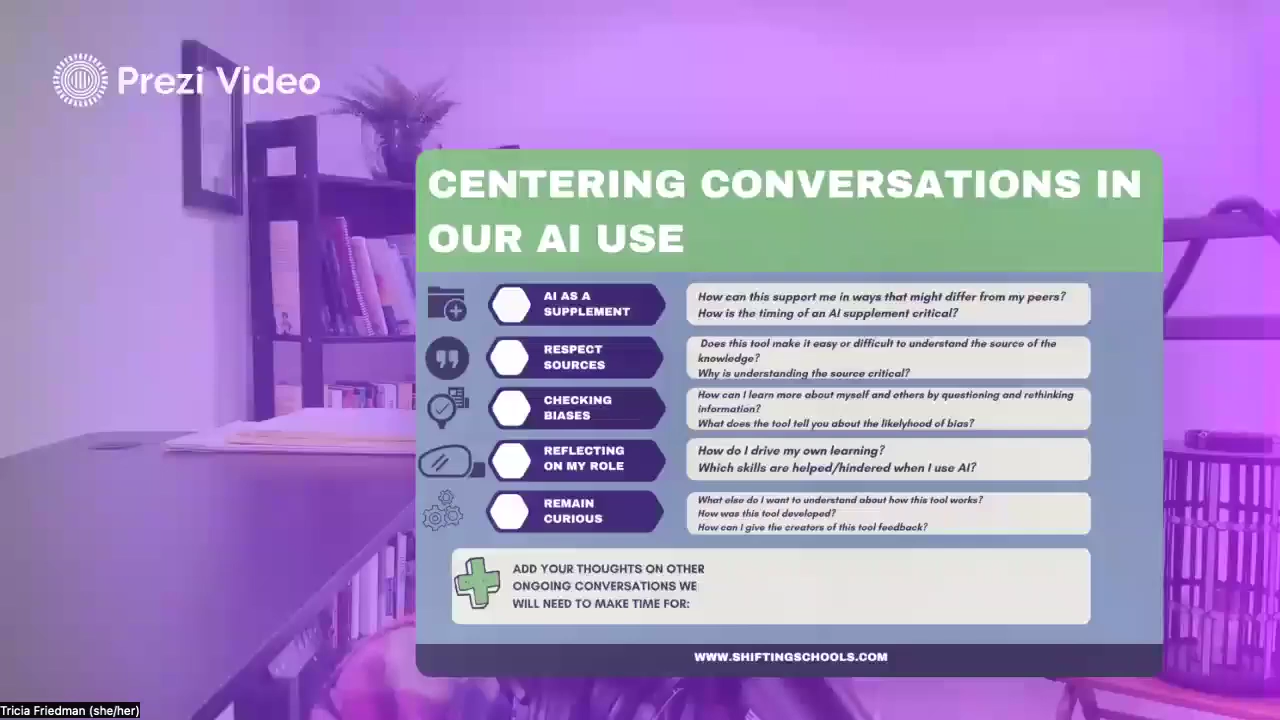 Prezi Video
CENTERING CONVERSATIONS IN
OUR AI USE
AI AS A
SUPPLEMENT
How can this support me in ways that might differ from my peers?
How is the timing of an AI supplement critical?
RESPECT
SOURCES
Does this tool make it easy or difficult to understand the source of the
knowledge?
Why is understanding the source critical?
CHECKING
BIASES
How can I learn more about myself and others by questioning and rethinking
information?
What does the tool tell you about the likelyhood of bias?
REFLECTING
ON MY ROLE
How do I drive my own learning?
Which skills are helped/hindered when I use AI?
REMAIN
CURIOUS
What else do I want to understand about how this tool works?
How was this tool developed?
How can I give the creators of this tool feedback?
ADD YOUR THOUGHTS ON OTHER
ONGOING CONVERSATIONS WE
WILL NEED TO MAKE TIME FOR:
WWW.SHIFTINGSCHOOLS.COM
Tricia Friedman (she/her)